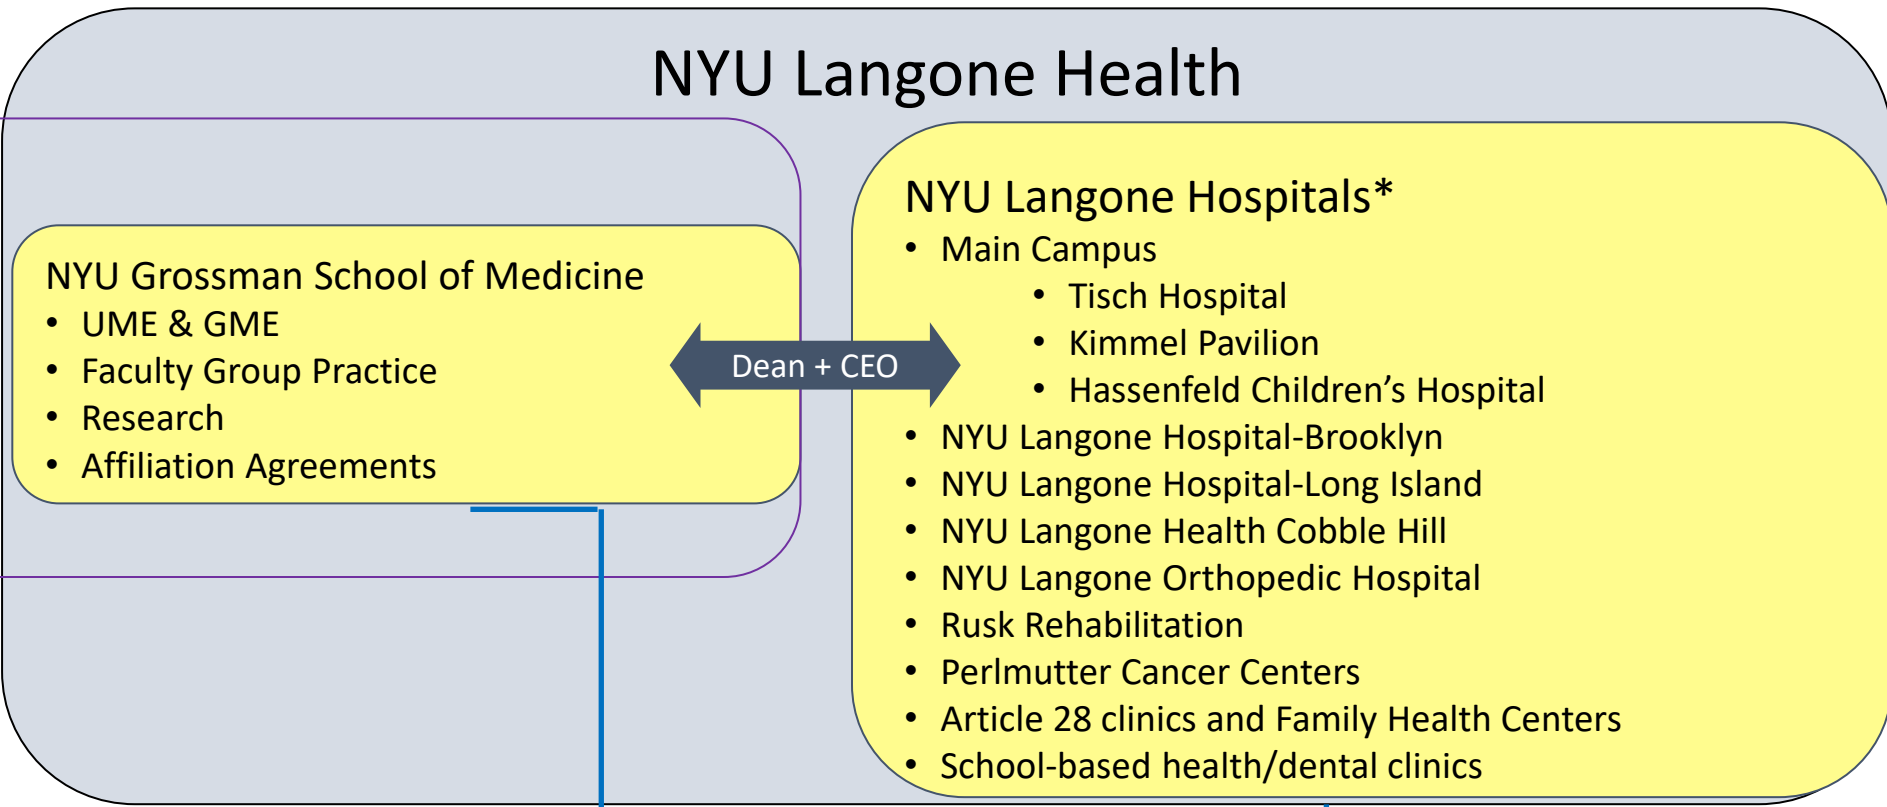 NYU Langone Health
NYU Grossman School of Medicine
• UME & GME
• Faculty Group Practice
• Research
• Affiliation Agreements
Dean + CEO
NYU Langone Hospitals*
• Main Campus
• Tisch Hospital
• Kimmel Pavilion
• Hassenfeld Children’s Hospital
• NYU Langone Hospital-Brooklyn
• NYU Langone Hospital-Long Island
• NYU Langone Health Cobble Hill
• NYU Langone Orthopedic Hospital
• Rusk Rehabilitation
• Perlmutter Cancer Centers
• Article 28 clinics and Family Health Centers
• School-based health/dental clinics